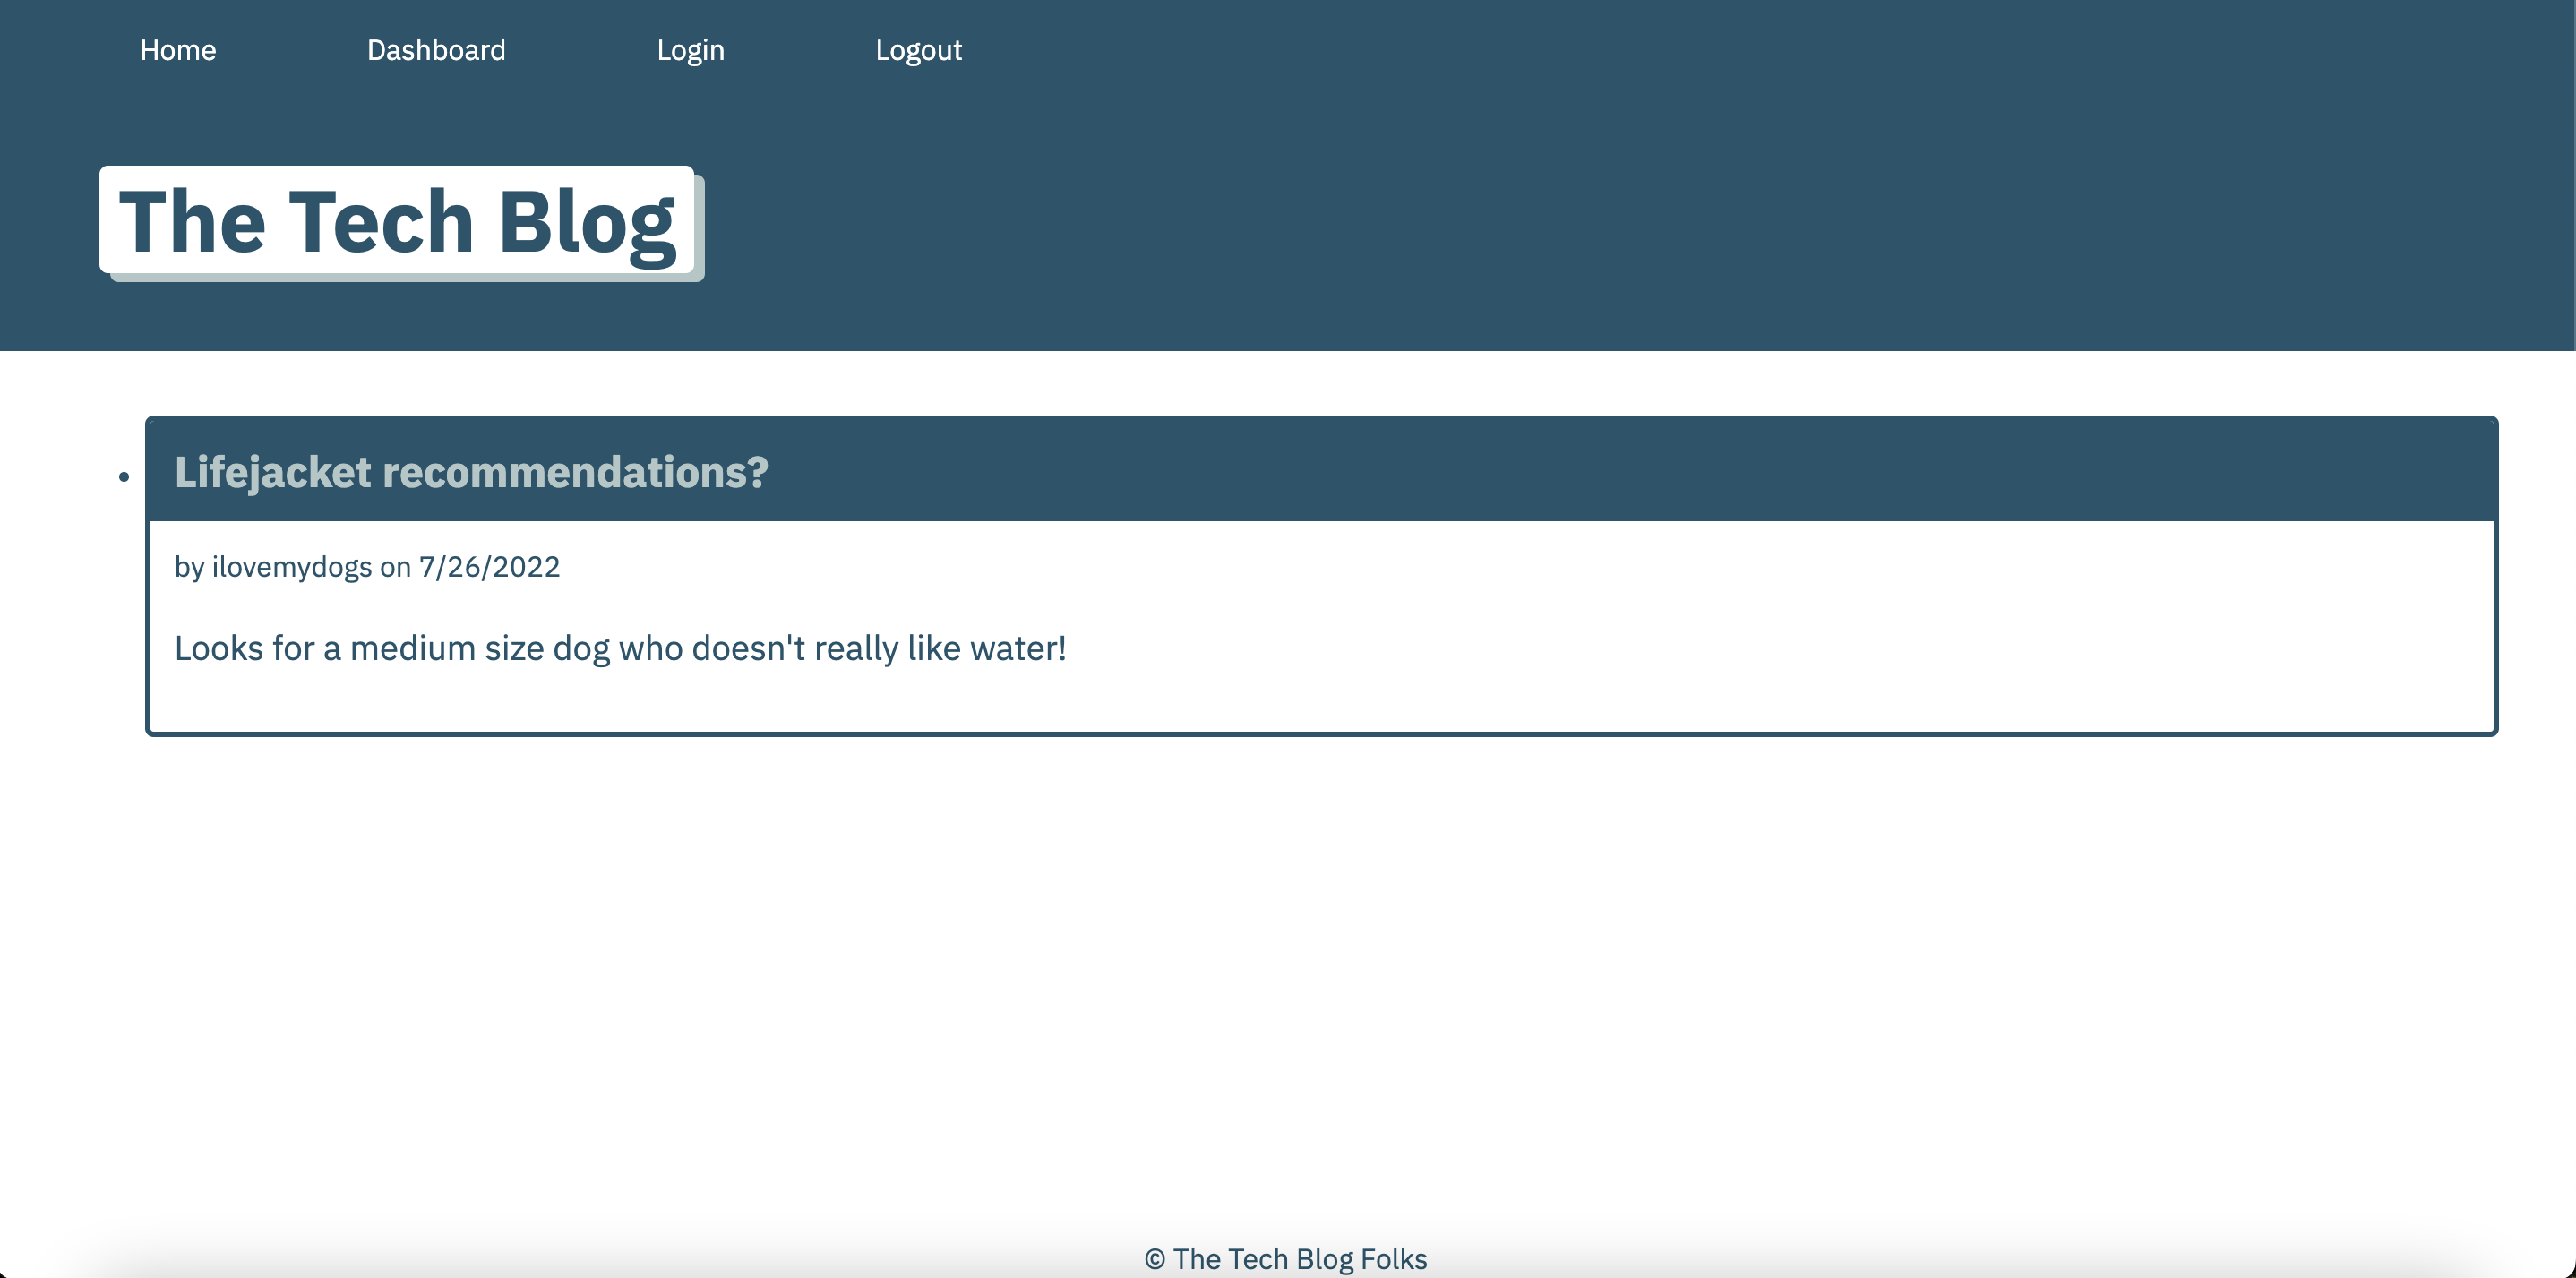 Home Dashboard Login Logout
The Tech Blog
Lifejacket recommendations?
by ilovemydogs on 7/26/2022
Looks for a medium size dog who doesn't really like water!
© The Tech Blog Folks